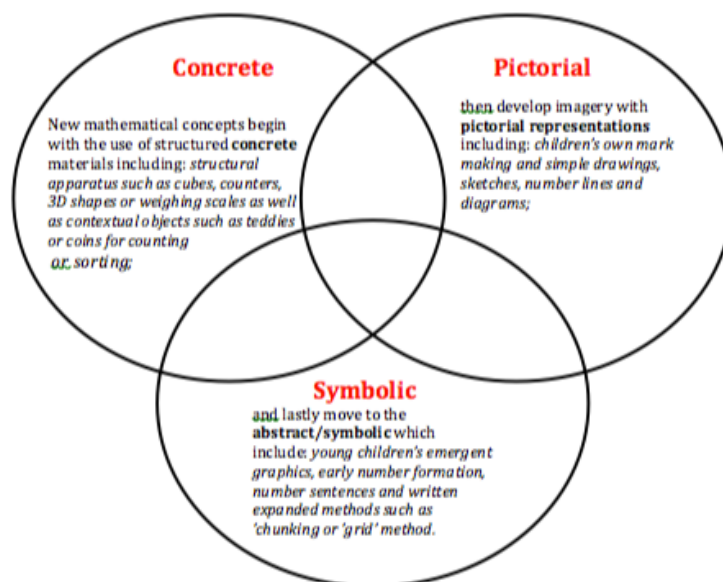 Concrete
New mathematical concepts begin
with the use of structured concrete
materials including: structural
apparatus such as cubes, counters,
3D shapes or weighing scales as well
as contextual objects such as teddies
or coins for counting
or sorting;
Pictorial
then develop imagery with
pictorial representations
including: children's own mark
making and simple drawings,
sketches, number lines and
diagrams;
Symbolic
and lastly move to the
abstract/symbolic which
include: young children's emergent
graphics, early number formation,
number sentences and written
expanded methods such as
'chunking or 'grid' method.